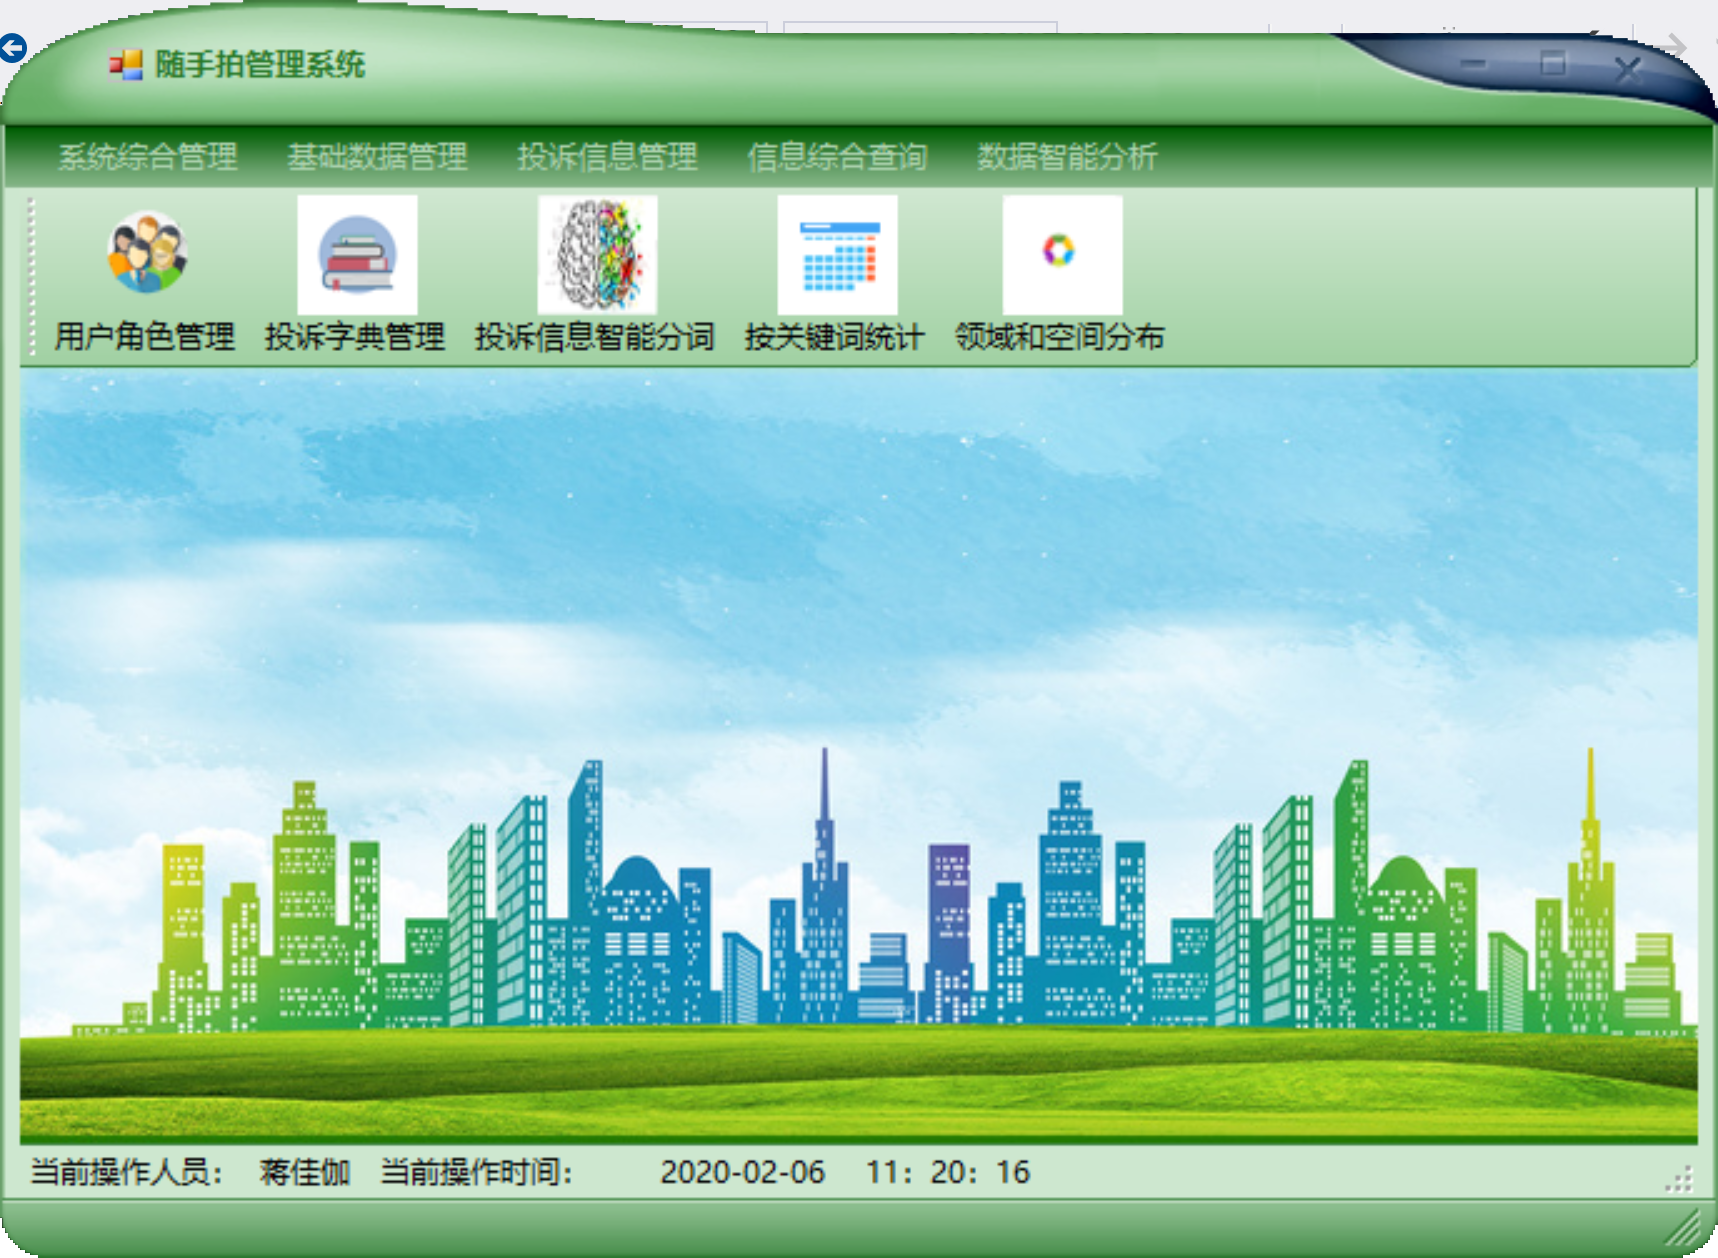 随手拍管理系统
系统综合管理 基础数据管理 投诉信息管理 信息综合查询 数据智能分析
用户角色管理 投诉字典管理 投诉信息智能分词 按关键词统计 领域和空间分布
当前操作人员： 蒋佳伽 当前操作时间： 2020-02-06 11：20：16